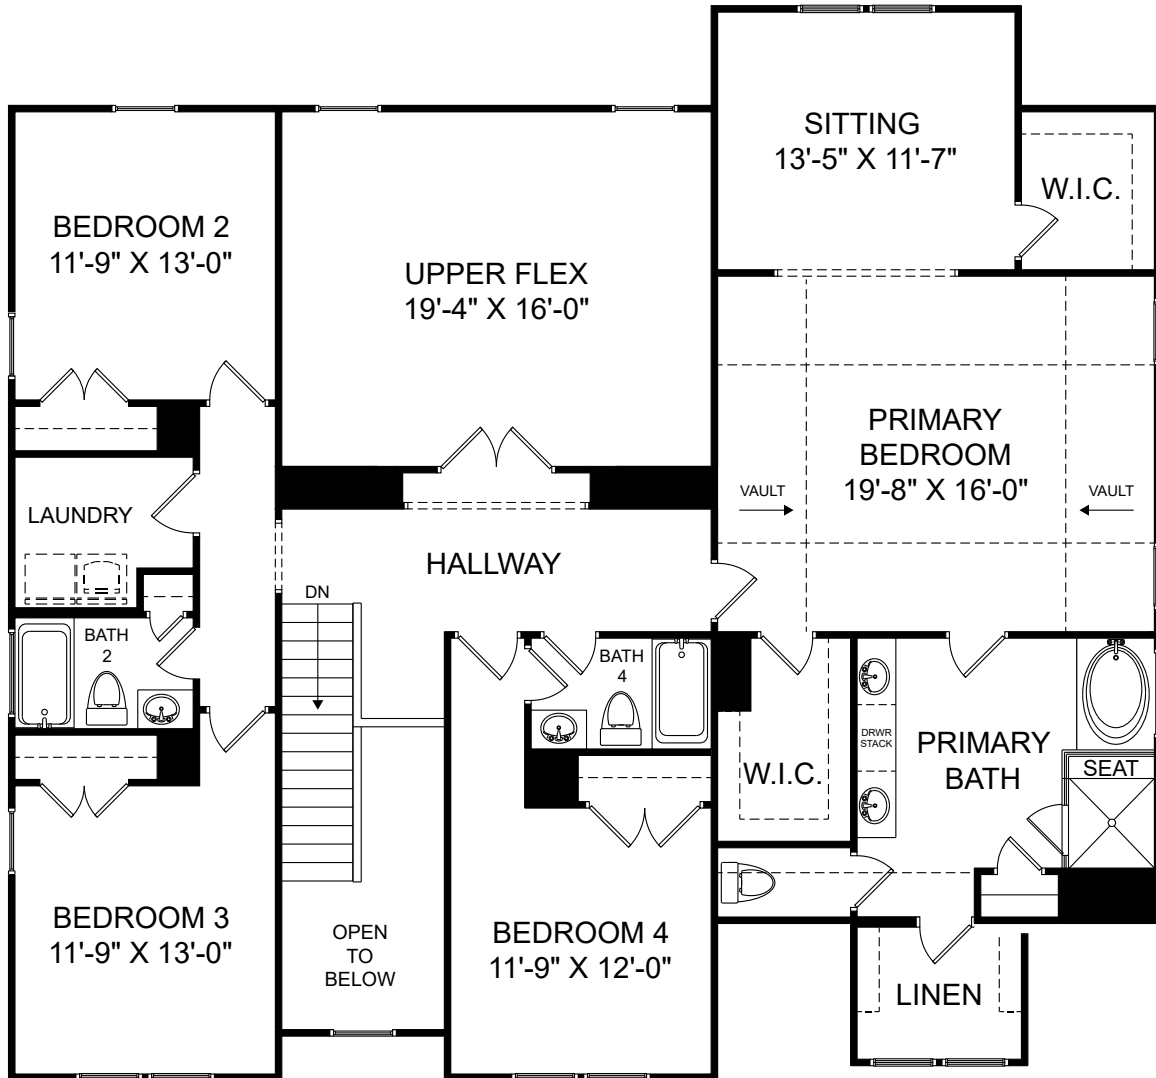 SITTING
13'-5" X 11'-7"
W.I.C.
BEDROOM 2
11'-9" X 13'-0"
UPPER FLEX
19'-4" X 16'-0"
PRIMARY
BEDROOM
19'-8" X 16'-0"
VAULT
VAULT
LAUNDRY
HALLWAY
DN
BATH
2
BATH
4
DRWR
STACK
PRIMARY
BATH
SEAT
W.I.C.
BEDROOM 3
11'-9" X 13'-0"
OPEN
TO
BELOW
BEDROOM 4
11'-9" X 12'-0"
LINEN